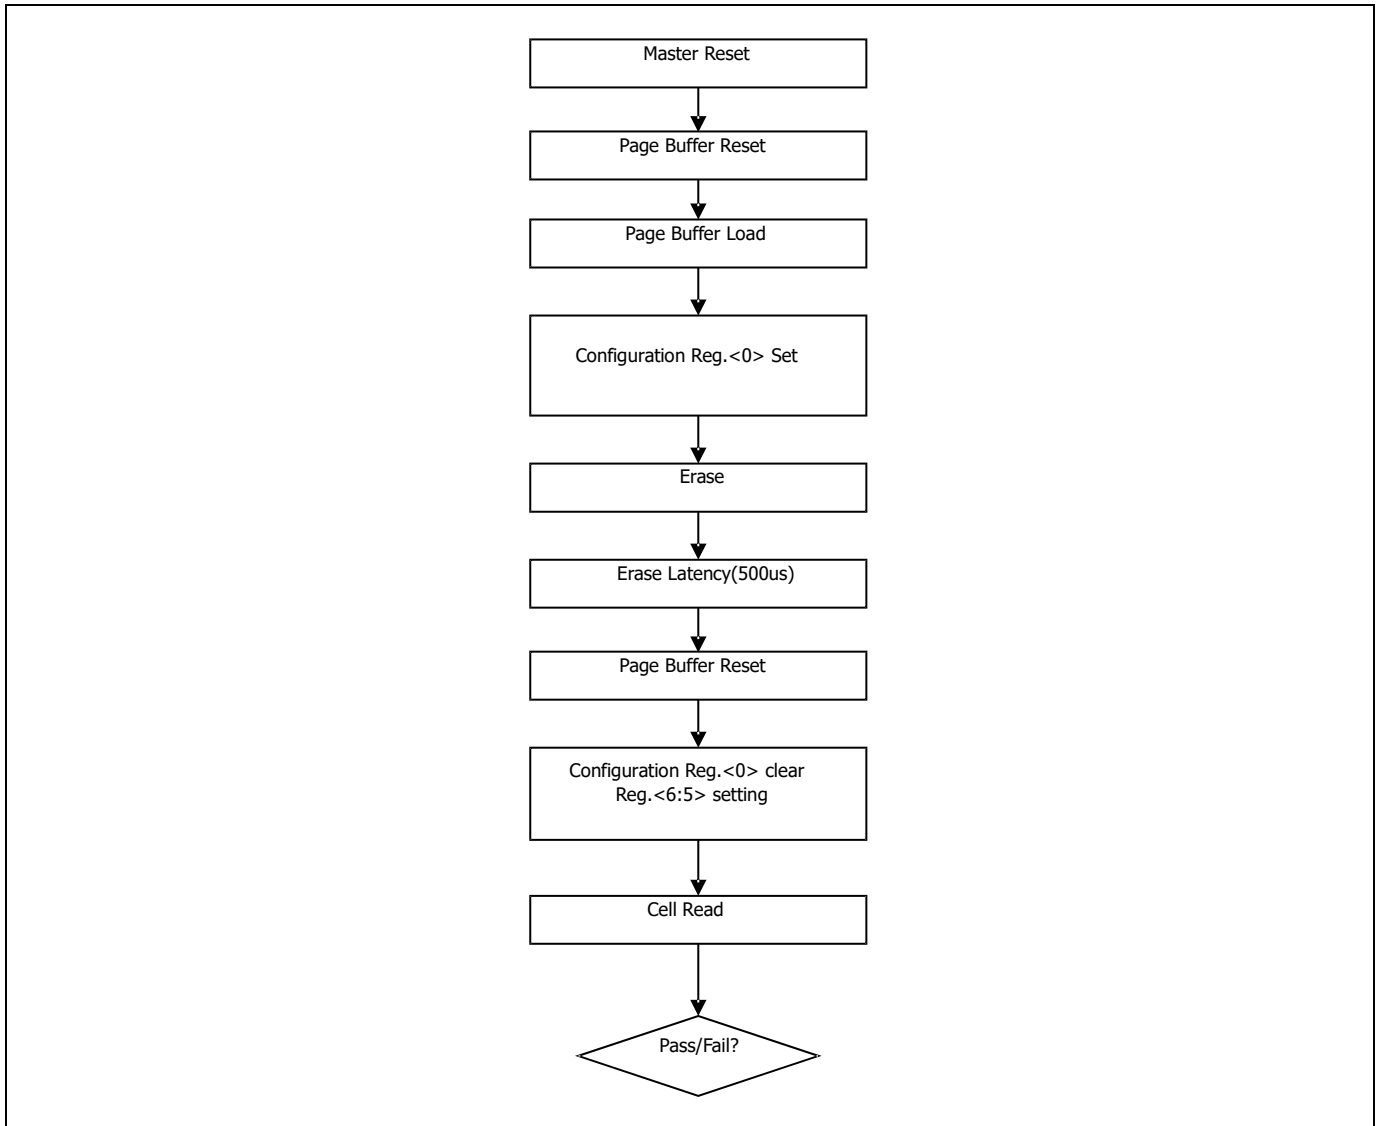 Master Reset
Page Buffer Reset
Page Buffer Load
Configuration Reg.<0> Set
Erase
Erase Latency(500us)
Page Buffer Reset
Configuration Reg.<0> clear
Reg.<6:5> setting
Cell Read
Pass/Fail?